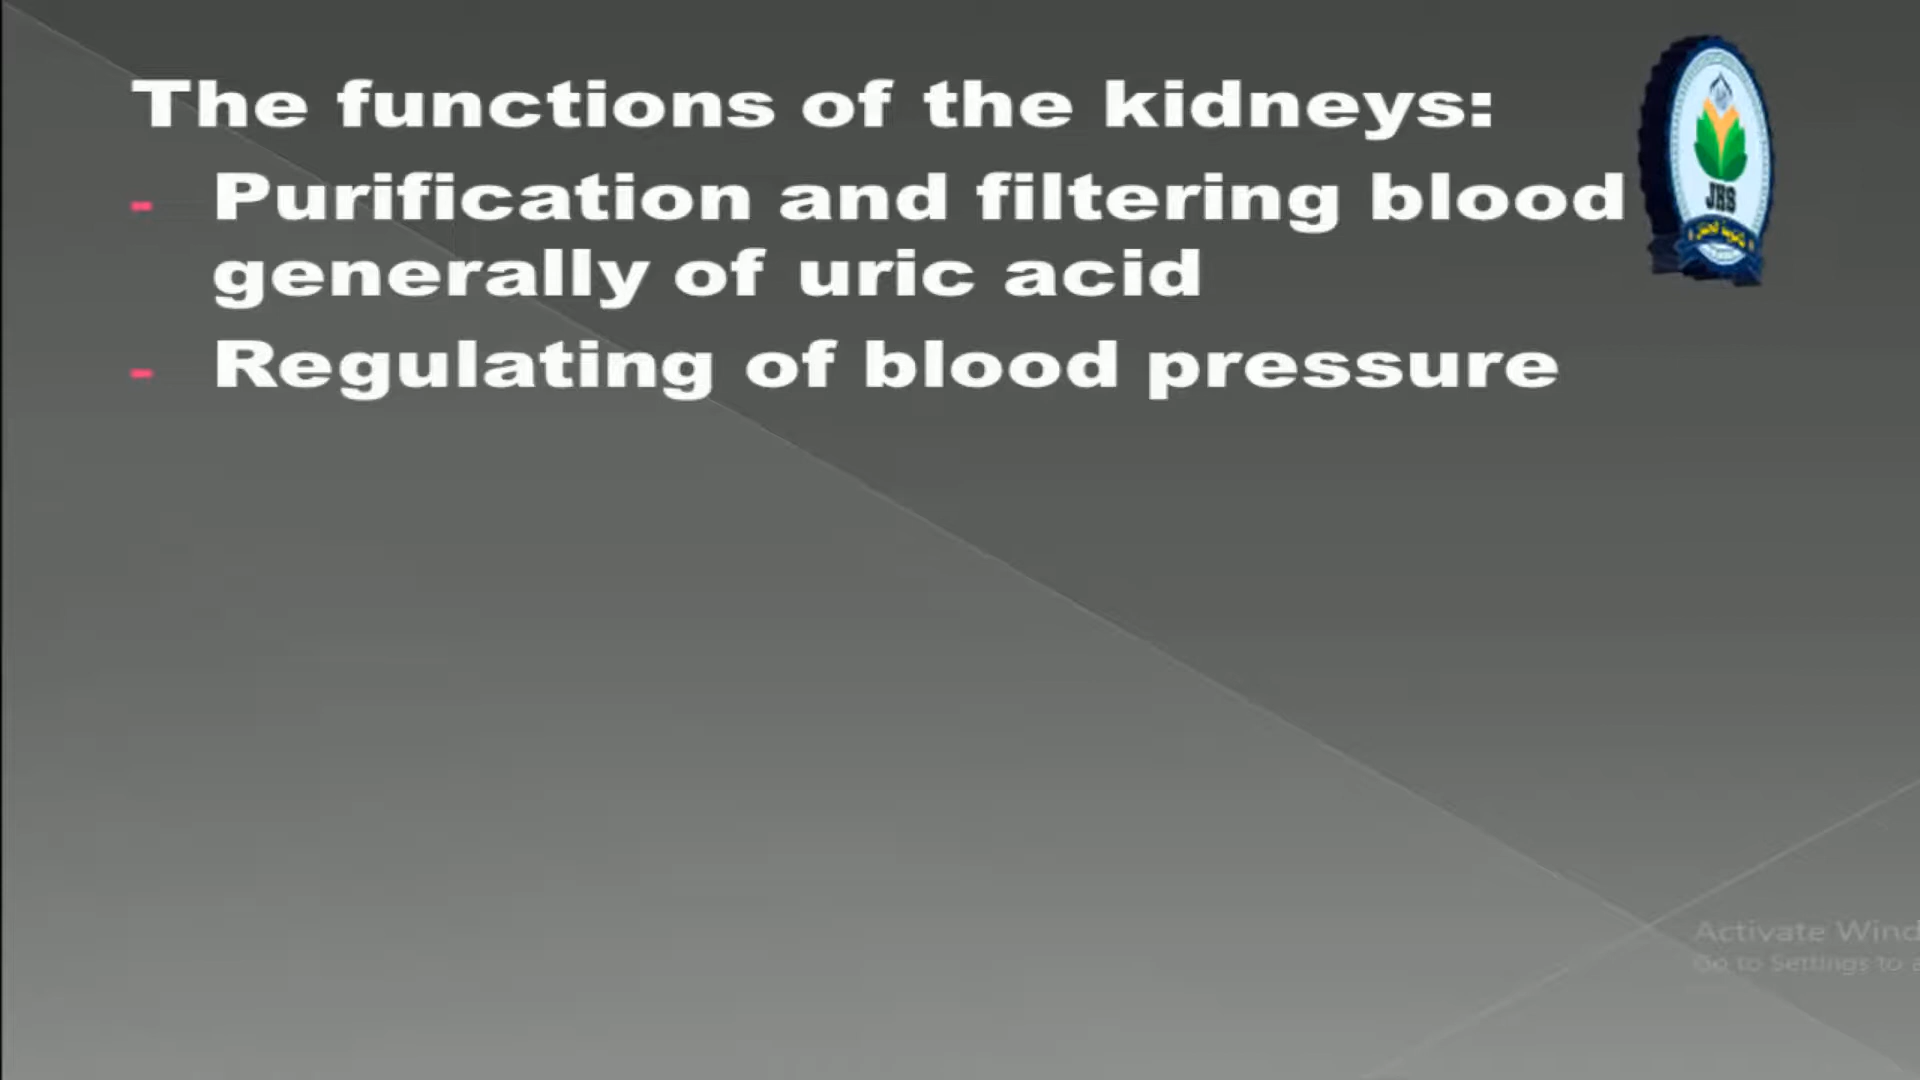 The functions of the kidneys:
- Purification and filtering blood
generally of uric acid
- Regulating of blood pressure
JHS
Activate Wind
Go to Settings to a